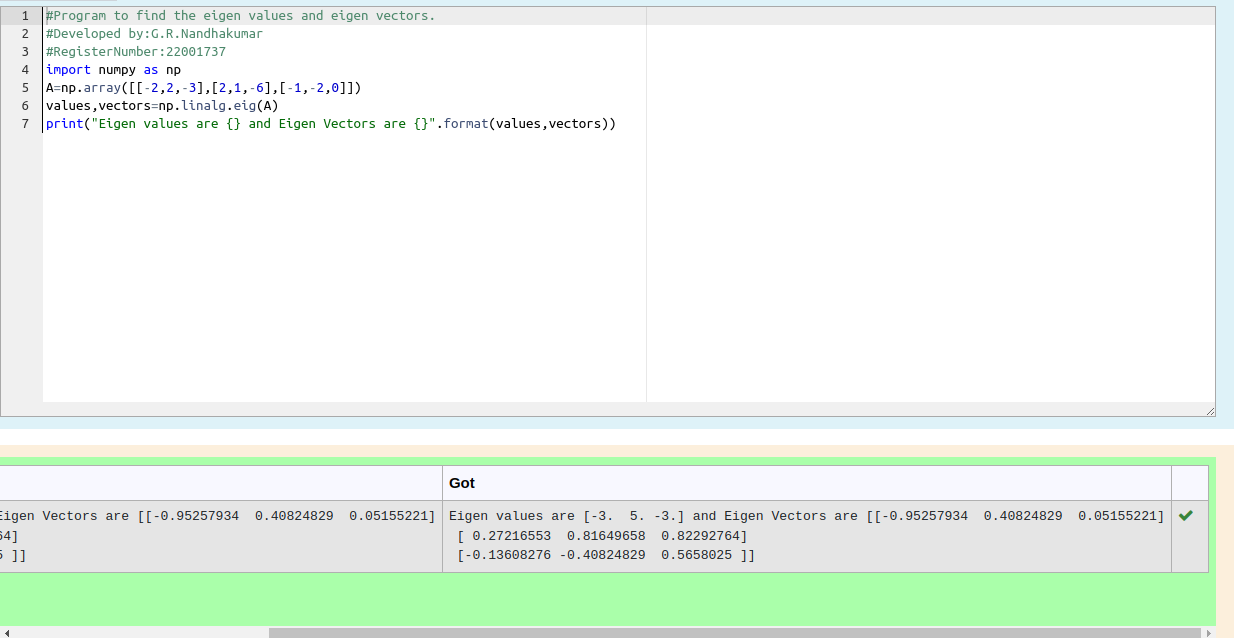 1 #Program to find the eigen values and eigen vectors.
2 #Developed by:G.R.Nandhakumar
3 #RegisterNumber:22001737
4 import numpy as np
5 A=np.array([[-2,2,-3],[2,1,-6],[-1,-2,0]])
6 values,vectors=np.linalg.eig(A)
7 print("Eigen values are {} and Eigen Vectors are {}".format(values,vectors))
Got
Eigen Vectors are [[-0.95257934  0.40824829  0.05155221]
64]
5 ]]
Eigen values are [-3.  5. -3.] and Eigen Vectors are [[-0.95257934  0.40824829  0.05155221]
[ 0.27216553  0.81649658  0.82292764]
[-0.13608276 -0.40824829  0.5658025 ]]